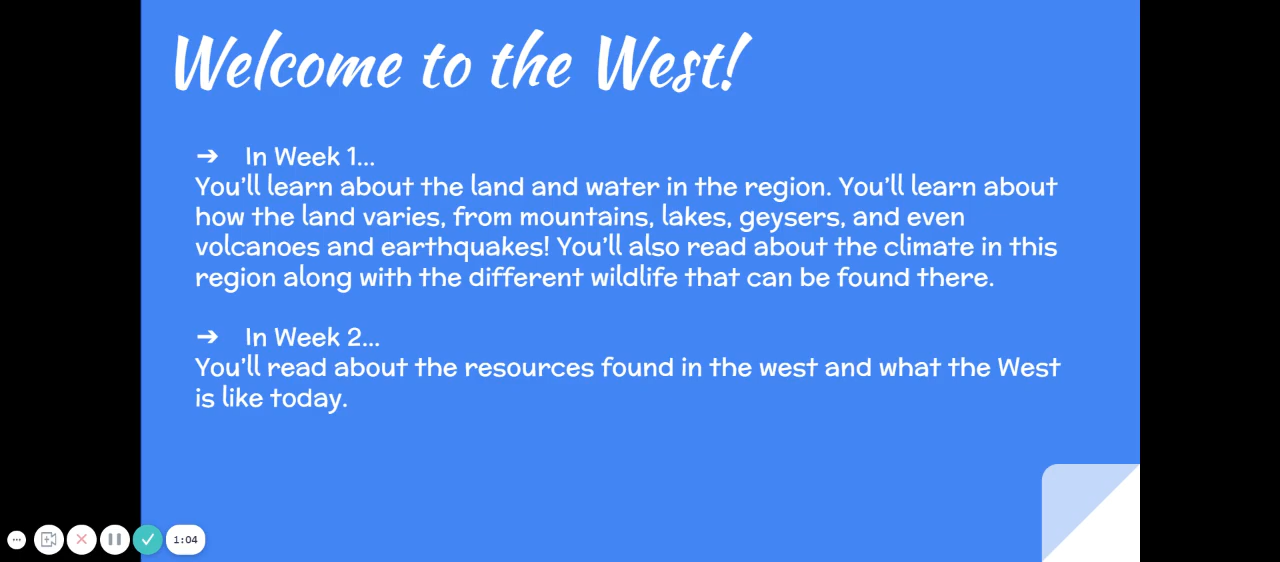 Welcome to the West!
➔ In Week 1...
You'll learn about the land and water in the region. You'll learn about
how the land varies, from mountains, lakes, geysers, and even
volcanoes and earthquakes! You'll also read about the climate in this
region along with the different wildlife that can be found there.
➔ In Week 2...
You'll read about the resources found in the west and what the West
is like today.
1:04